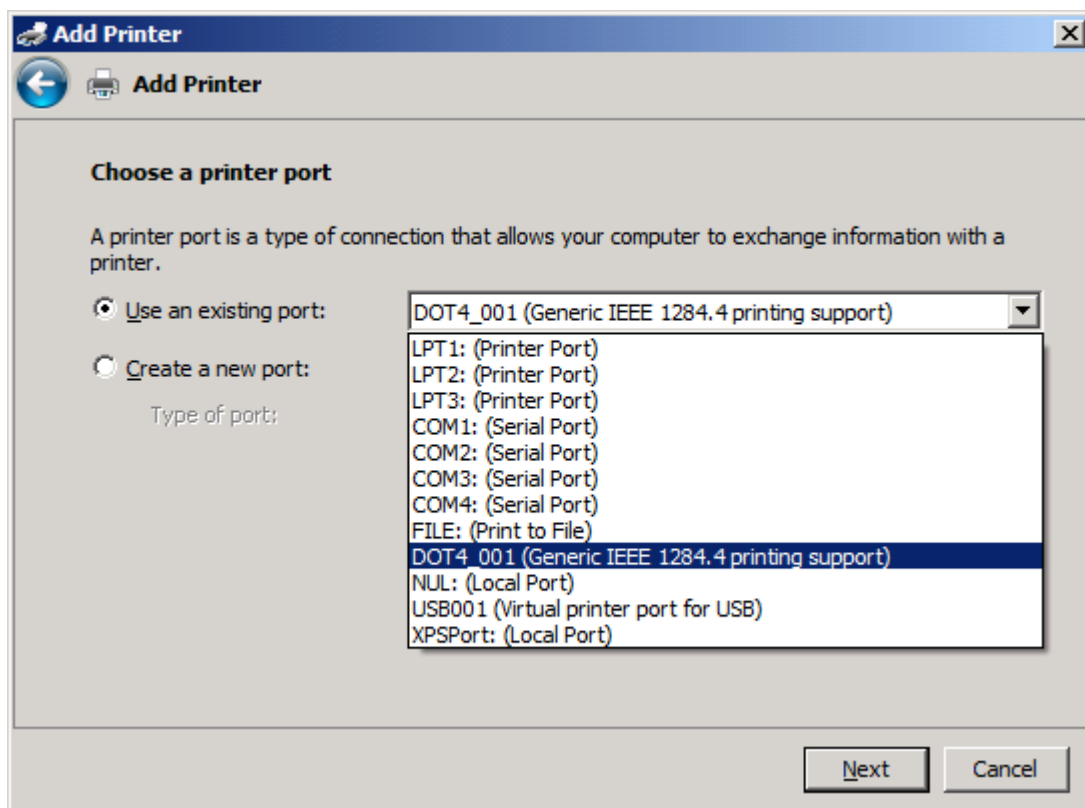 Add Printer
Add Printer
Choose a printer port
A printer port is a type of connection that allows your computer to exchange information with a
printer.
Use an existing port:
DOT4_001 (Generic IEEE 1284.4 printing support)
LPT1: (Printer Port)
Create a new port:
LPT2: (Printer Port)
LPT3: (Printer Port)
Type of port:
COM1: (Serial Port)
COM2: (Serial Port)
COM3: (Serial Port)
COM4: (Serial Port)
FILE: (Print to File)
DOT4_001 (Generic IEEE 1284.4 printing support)
NUL: (Local Port)
USB001 (Virtual printer port for USB)
XPSPort: (Local Port)
Next
Cancel